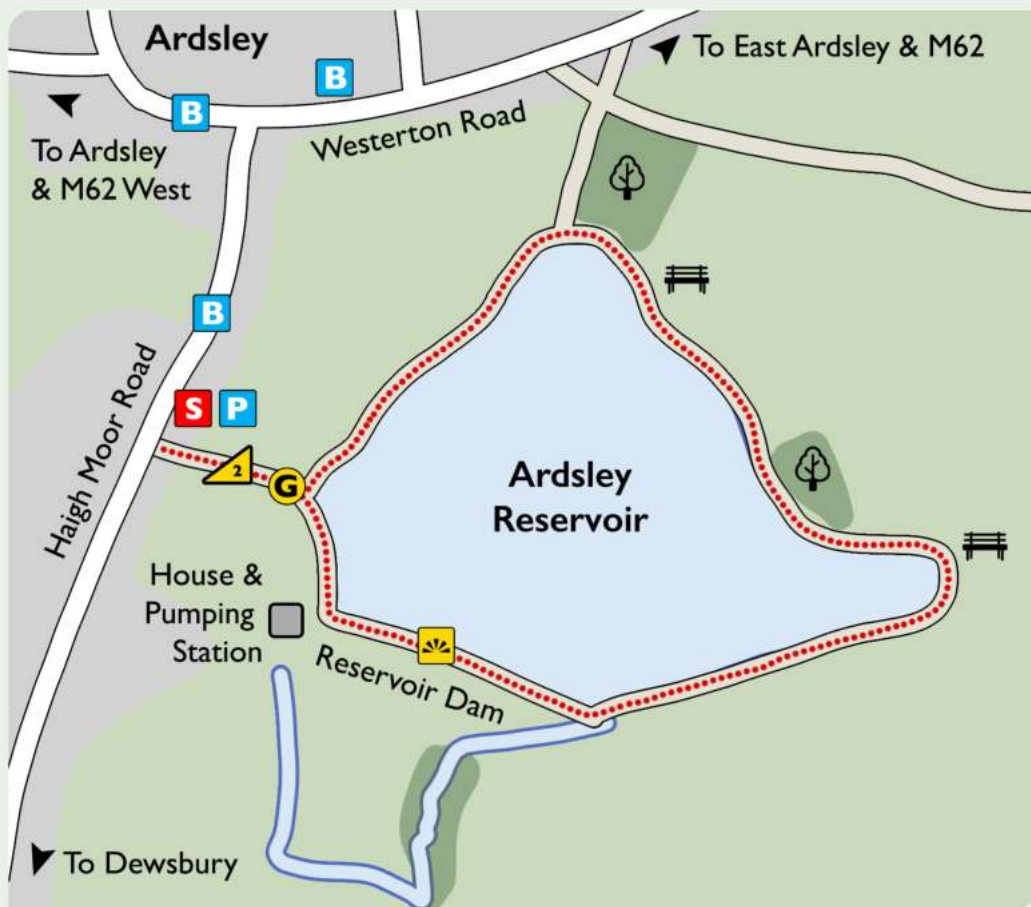 Ardsley
B
B
To East Ardsley & M62
Westerton Road
To Ardsley
& M62 West
B
S
P
Haigh Moor Road
2
G
Ardsley
Reservoir
House &
Pumping
Station
Reservoir Dam
To Dewsbury